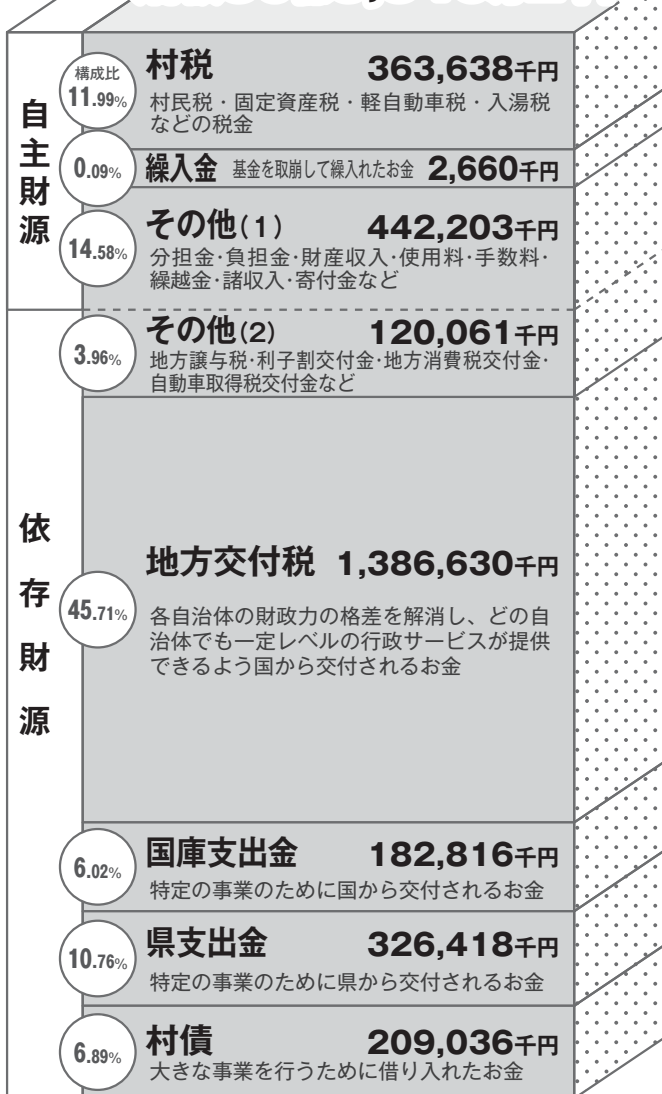 自主財源
構成比
11.99%
村税 363,638千円
村民税・固定資産税・軽自動車税・入湯税
などの税金
0.09%
繰入金 基金を取崩して繰入れたお金 2,660千円
14.58%
その他(1) 442,203千円
分担金・負担金・財産収入・使用料・手数料・
繰越金・諸収入・寄付金など
依存財源
3.96%
その他(2) 120,061千円
地方譲与税・利子割交付金・地方消費税交付金・
自動車取得税交付金など
45.71%
地方交付税 1,386,630千円
各自治体の財政力の格差を解消し、どの自
治体でも一定レベルの行政サービスが提供
できるよう国から交付されるお金
6.02%
国庫支出金 182,816千円
特定の事業のために国から交付されるお金
10.76%
県支出金 326,418千円
特定の事業のために県から交付されるお金
6.89%
村債 209,036千円
大きな事業を行うために借り入れたお金